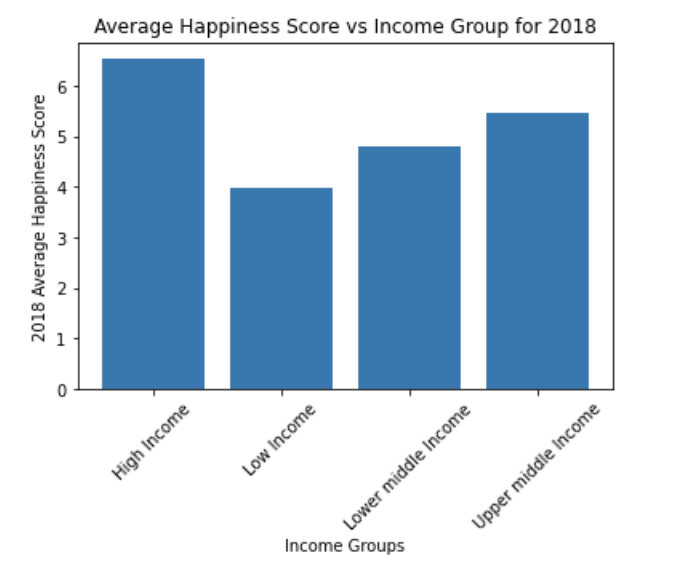 Average Happiness Score vs Income Group for 2018
2018 Average Happiness Score
6
5
4
3
2
1
0
High Income
Low Income
Lower middle Income
Upper middle Income
Income Groups